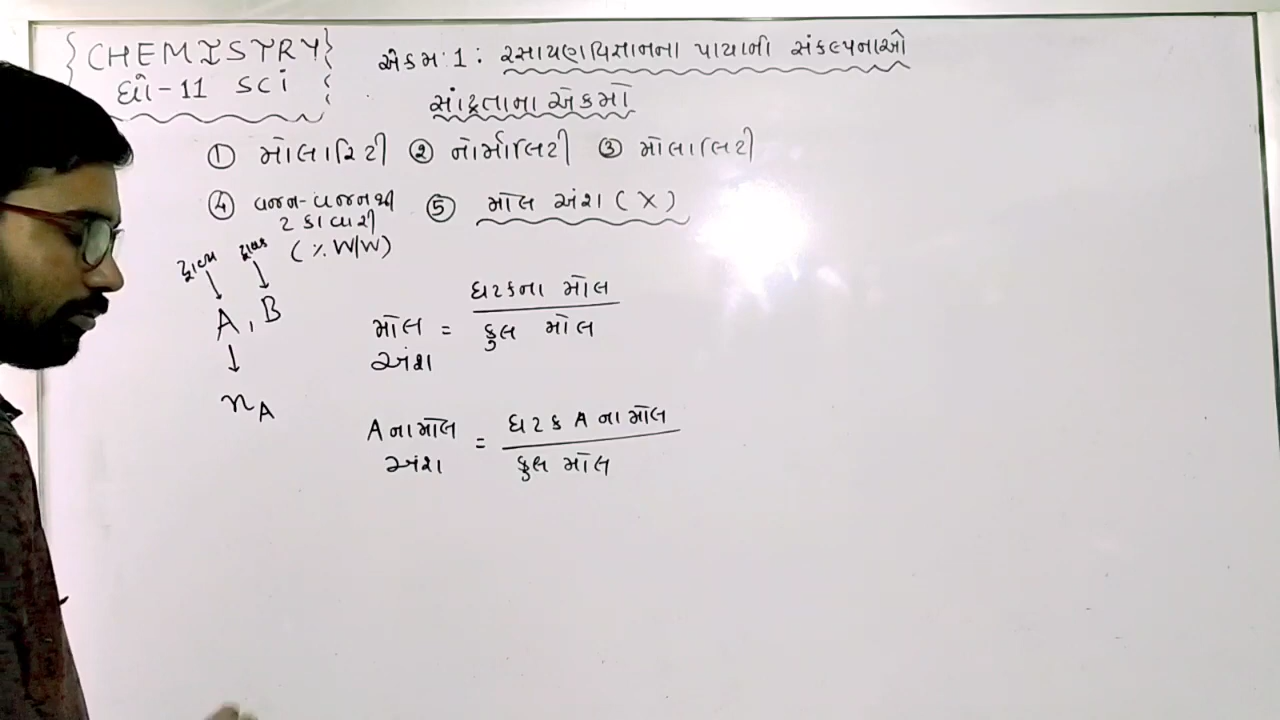 CHEMISTRY
ધો-11 SCI
એકમ:1: રસાયણવિજ્ઞાનના પાયાની સંકલ્પનાઓ
સાંદ્રતાના એકમો
① મોલારિટી ② નોર્માલિટી ③ મોલાલિટી
④ વજન-વજનથી ટકાવારી (% W/W)
⑤ મોલ અંશ (X)
દ્રાવ્ય દ્રાવક
A, B
nA
મોલ અંશ = ઘટકના મોલ / કુલ મોલ
A ના મોલ અંશ = ઘટક A ના મોલ / કુલ મોલ